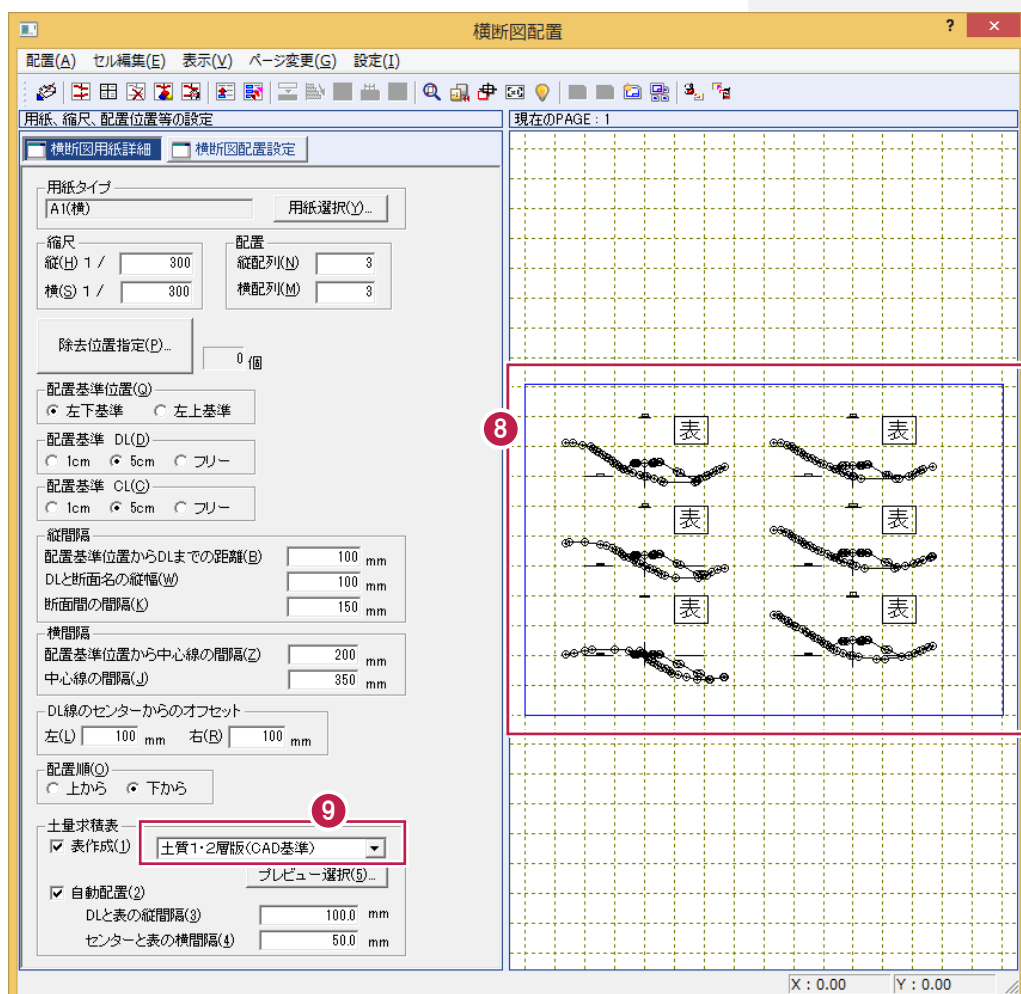 横断図配置
? ×
配置(A) セル編集(E) 表示(V) ページ変更(G) 設定(I)
用紙、縮尺、配置位置等の設定
現在のPAGE : 1
横断図用紙詳細 横断図配置設定
用紙タイプ
A1(横) 用紙選択(Y)...
縮尺
縦(H) 1 / 300
横(S) 1 / 300
配置
縦配列(N) 3
横配列(M) 3
除去位置指定(P)... 0 個
配置基準位置(Q)
左下基準 左上基準
配置基準 DL(D)
1cm 5cm フリー
配置基準 CL(C)
1cm 5cm フリー
縦間隔
配置基準位置からDLまでの距離(B) 100 mm
DLと断面名の縦幅(W) 100 mm
断面間の間隔(K) 150 mm
横間隔
配置基準位置から中心線の間隔(Z) 200 mm
中心線の間隔(J) 350 mm
DL線のセンターからのオフセット
左(L) 100 mm 右(R) 100 mm
配置順(O)
上から 下から
9
土量求積表
表作成(1) 土質1・2層版(CAD基準)
プレビュー選択(5)...
自動配置(2)
DLと表の縦間隔(3) 100.0 mm
センターと表の横間隔(4) 50.0 mm
8
表 表
表 表
表 表
X : 0.00 Y : 0.00